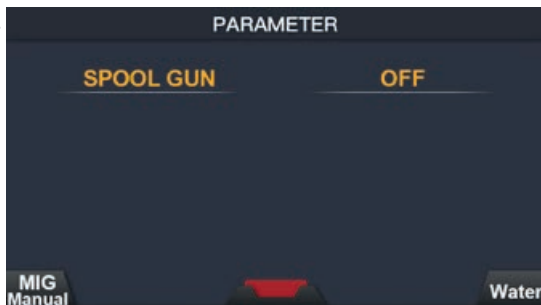 PARAMETER
SPOOL GUN OFF
MIG
Manual
Water